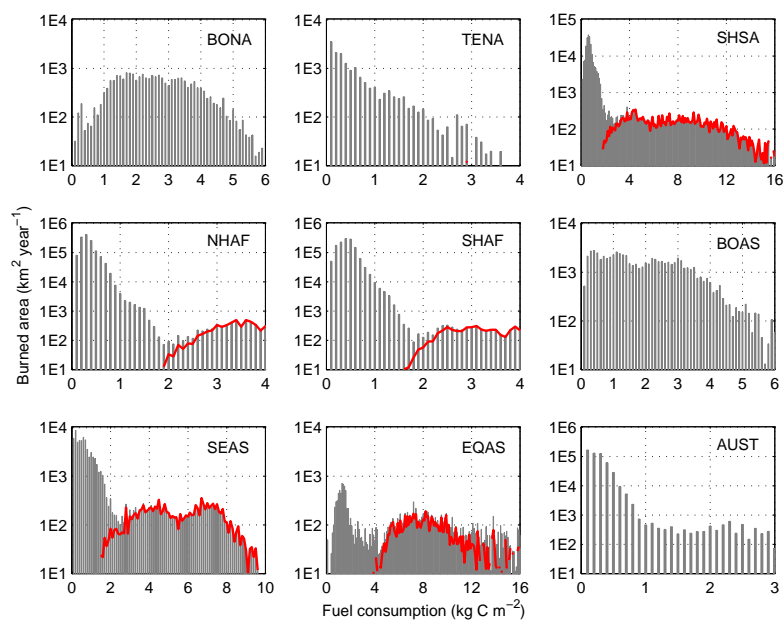 1E4 1E4 1E5
BONA TENA SHSA
1E4
1E3 1E3
1E3
1E2 1E2
1E2
1E1 1E1 1E1
0 1 2 3 4 5 6 0 1 2 3 4 0 4 8 12 16
1E6 1E6 1E4
NHAF SHAF BOAS
1E5 1E5
1E4 1E4 1E3
1E3 1E3
1E2
1E2 1E2
1E1 1E1 1E1
0 1 2 3 4 0 1 2 3 4 0 1 2 3 4 5 6
Burned area (km² year⁻¹)
1E4 1E4 1E6
SEAS EQAS AUST
1E5
1E3 1E3
1E4
1E3
1E2 1E2
1E2
1E1 1E1 1E1
0 2 4 6 8 10 0 4 8 12 16 0 1 2 3
Fuel consumption (kg C m⁻²)